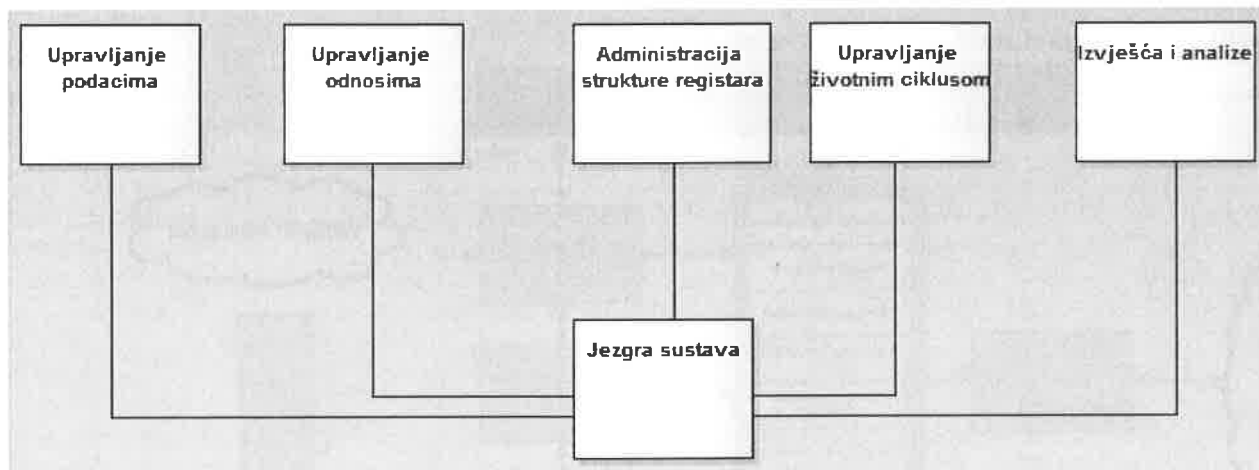 Upravljanje
podacima
Upravljanje
odnosima
Administracija
strukture registara
Upravljanje
životnim ciklusom
Izvješća i analize
Jezgra sustava